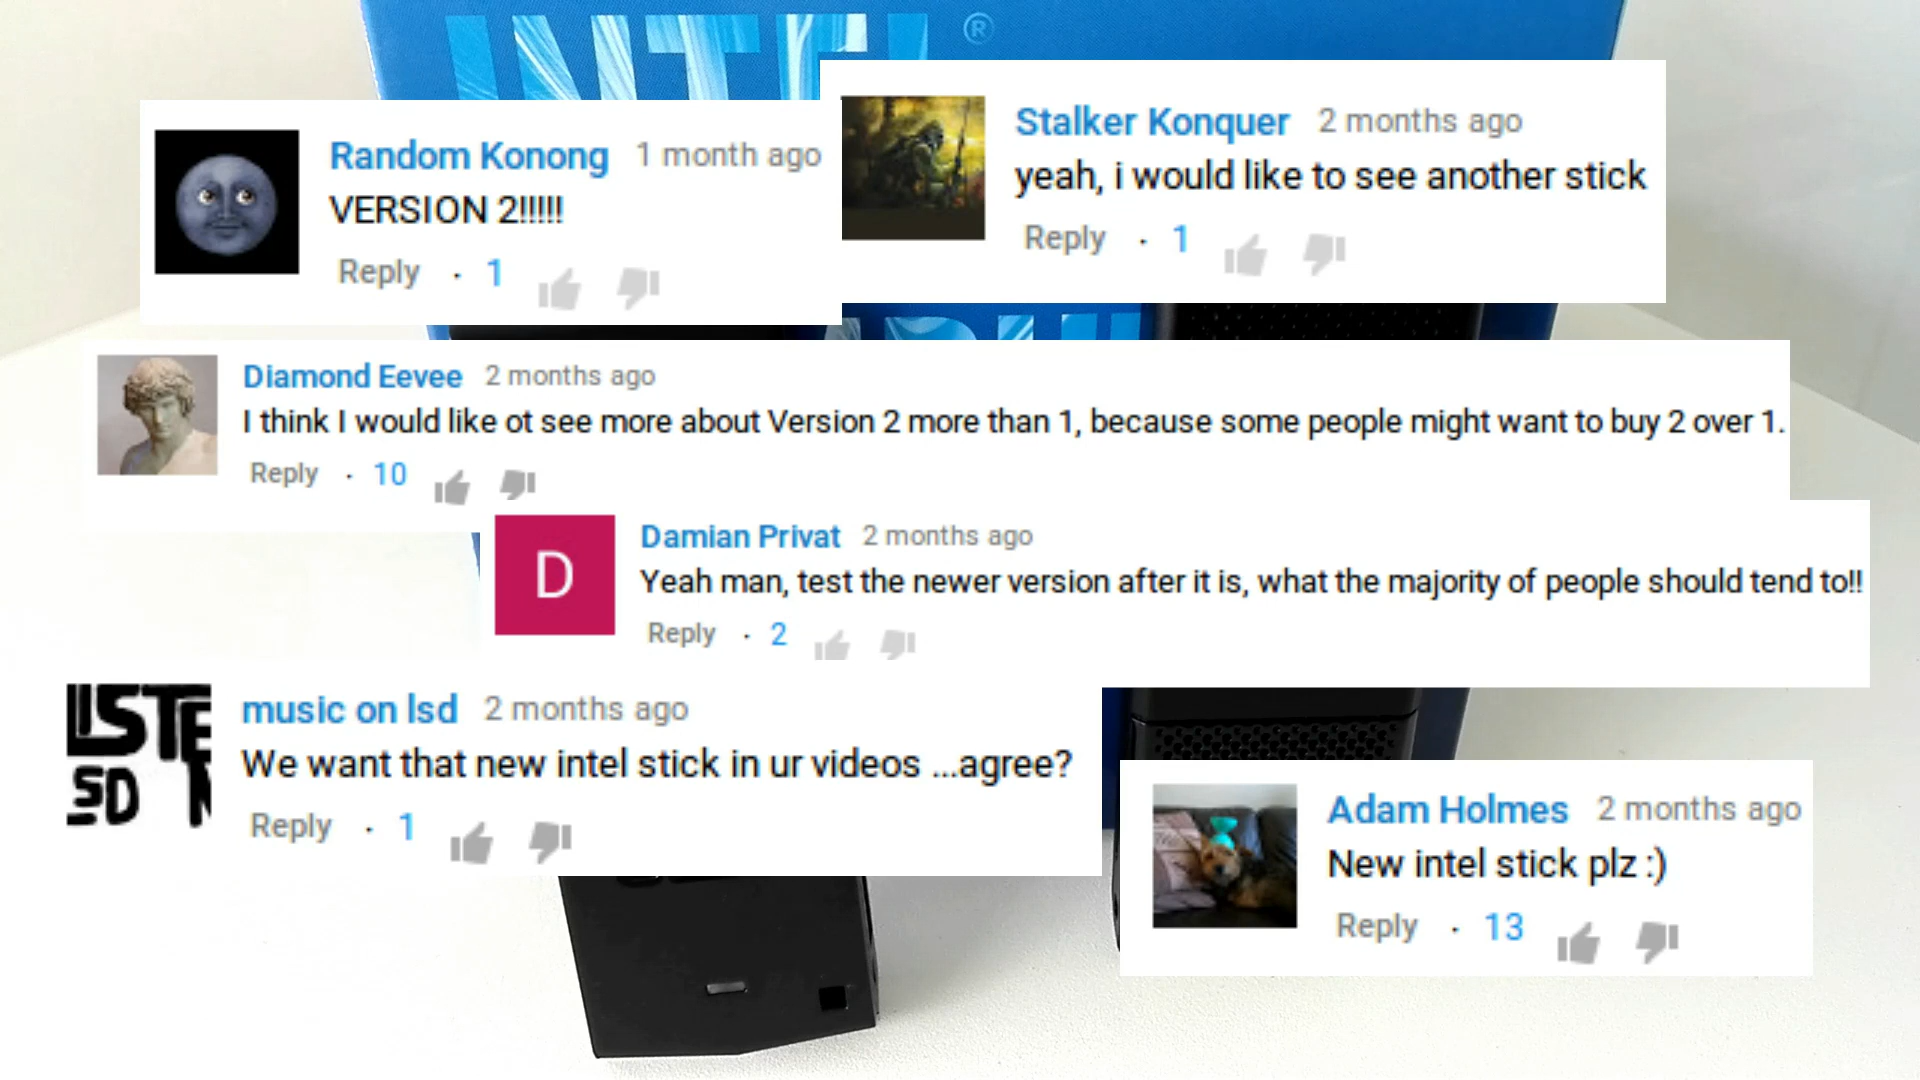 INTEL®
Random Konong 1 month ago
VERSION 2!!!!!
Reply · 1
Stalker Konquer 2 months ago
yeah, i would like to see another stick
Reply · 1
Diamond Eevee 2 months ago
I think I would like ot see more about Version 2 more than 1, because some people might want to buy 2 over 1.
Reply · 10
D
Damian Privat 2 months ago
Yeah man, test the newer version after it is, what the majority of people should tend to!!
Reply · 2
music on lsd 2 months ago
We want that new intel stick in ur videos ...agree?
Reply · 1
Adam Holmes 2 months ago
New intel stick plz :)
Reply · 13